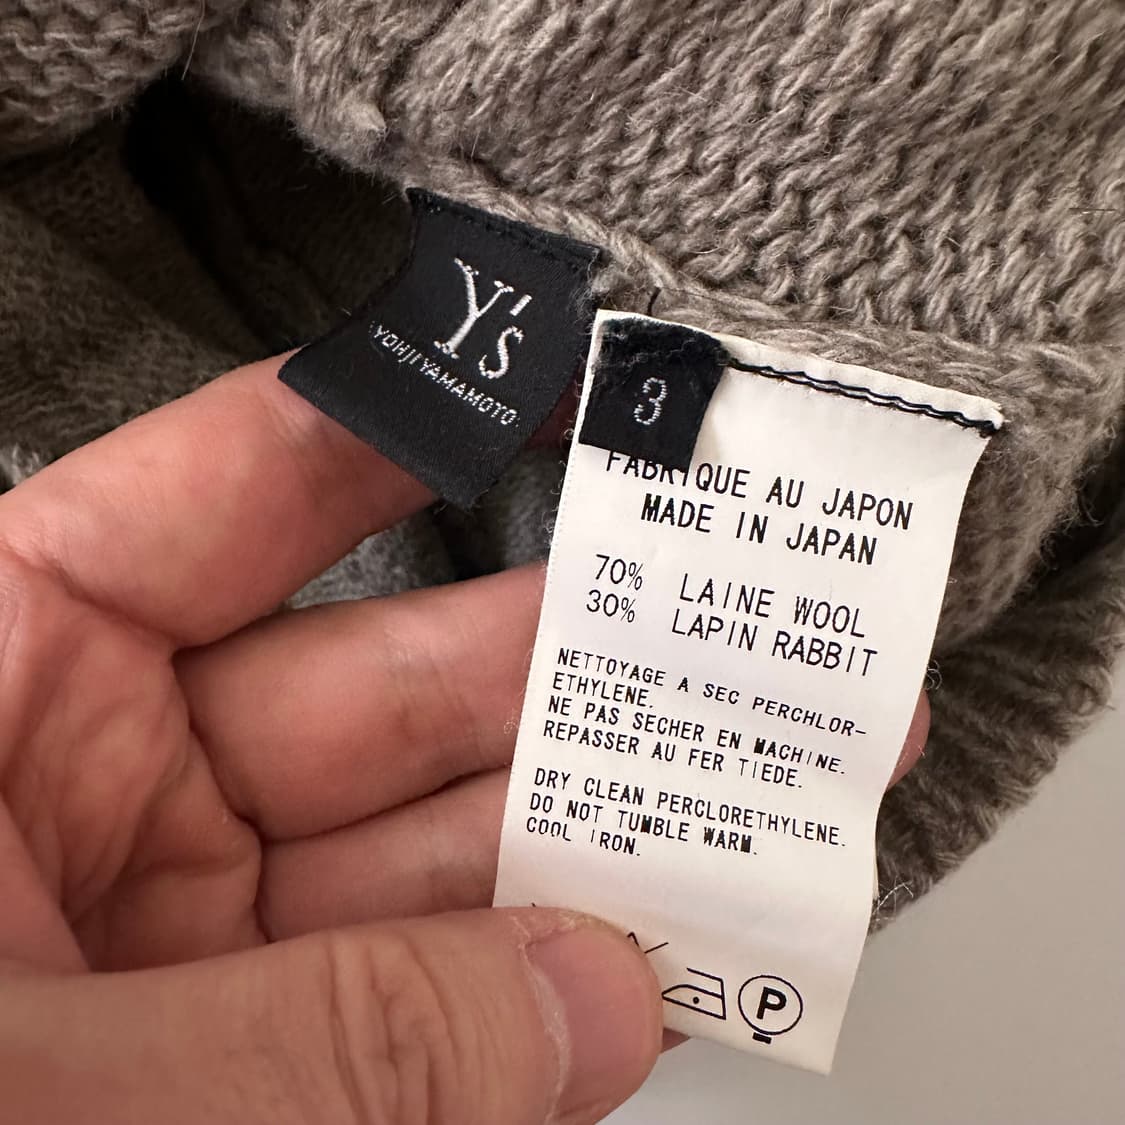 Y's
YOHJI YAMAMOTO
3
FABRIQUE AU JAPON
MADE IN JAPAN
70% LAINE WOOL
30% LAPIN RABBIT
NETTOYAGE A SEC PERCHLOR-
ETHYLENE.
NE PAS SECHER EN MACHINE.
REPASSER AU FER TIEDE.
DRY CLEAN PERCLORETHYLENE.
DO NOT TUMBLE WARM.
COOL IRON.
P